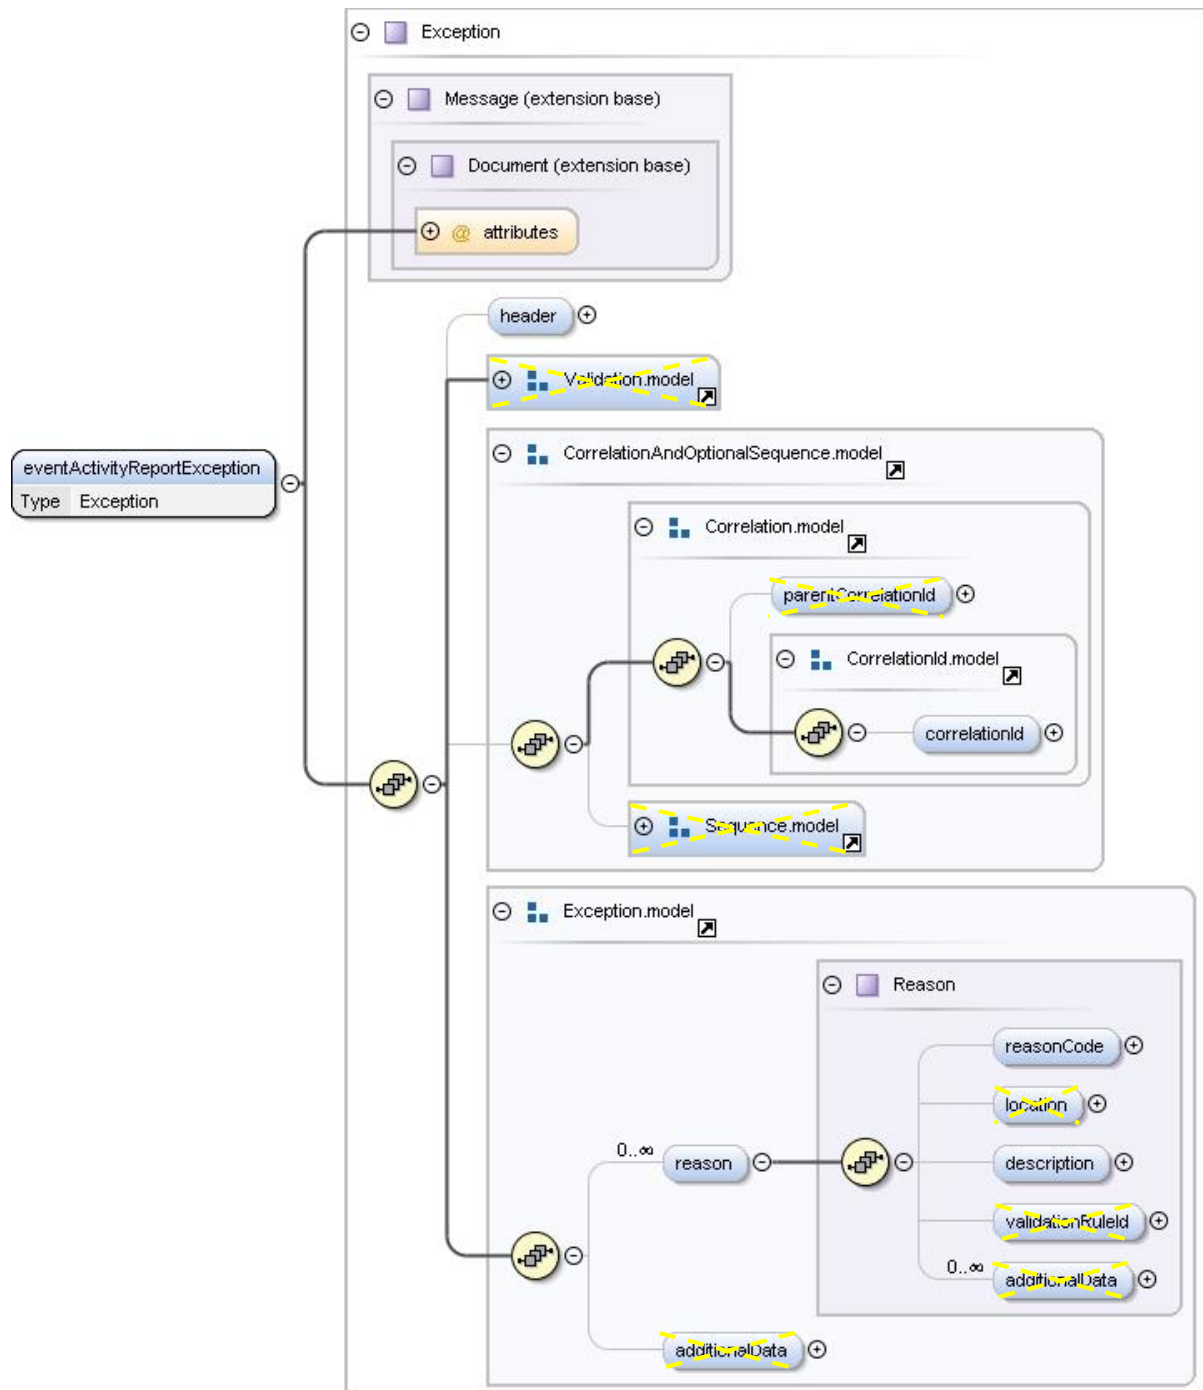 Exception
Message (extension base)
Document (extension base)
@ attributes
header
Validation.model
eventActivityReportException
Type Exception
CorrelationAndOptionalSequence.model
Correlation.model
parentCorrelationId
CorrelationId.model
correlationId
Sequence.model
Exception.model
Reason
reasonCode
location
0..∞
reason
description
validationRuleId
0..∞
additionalData
additionalData